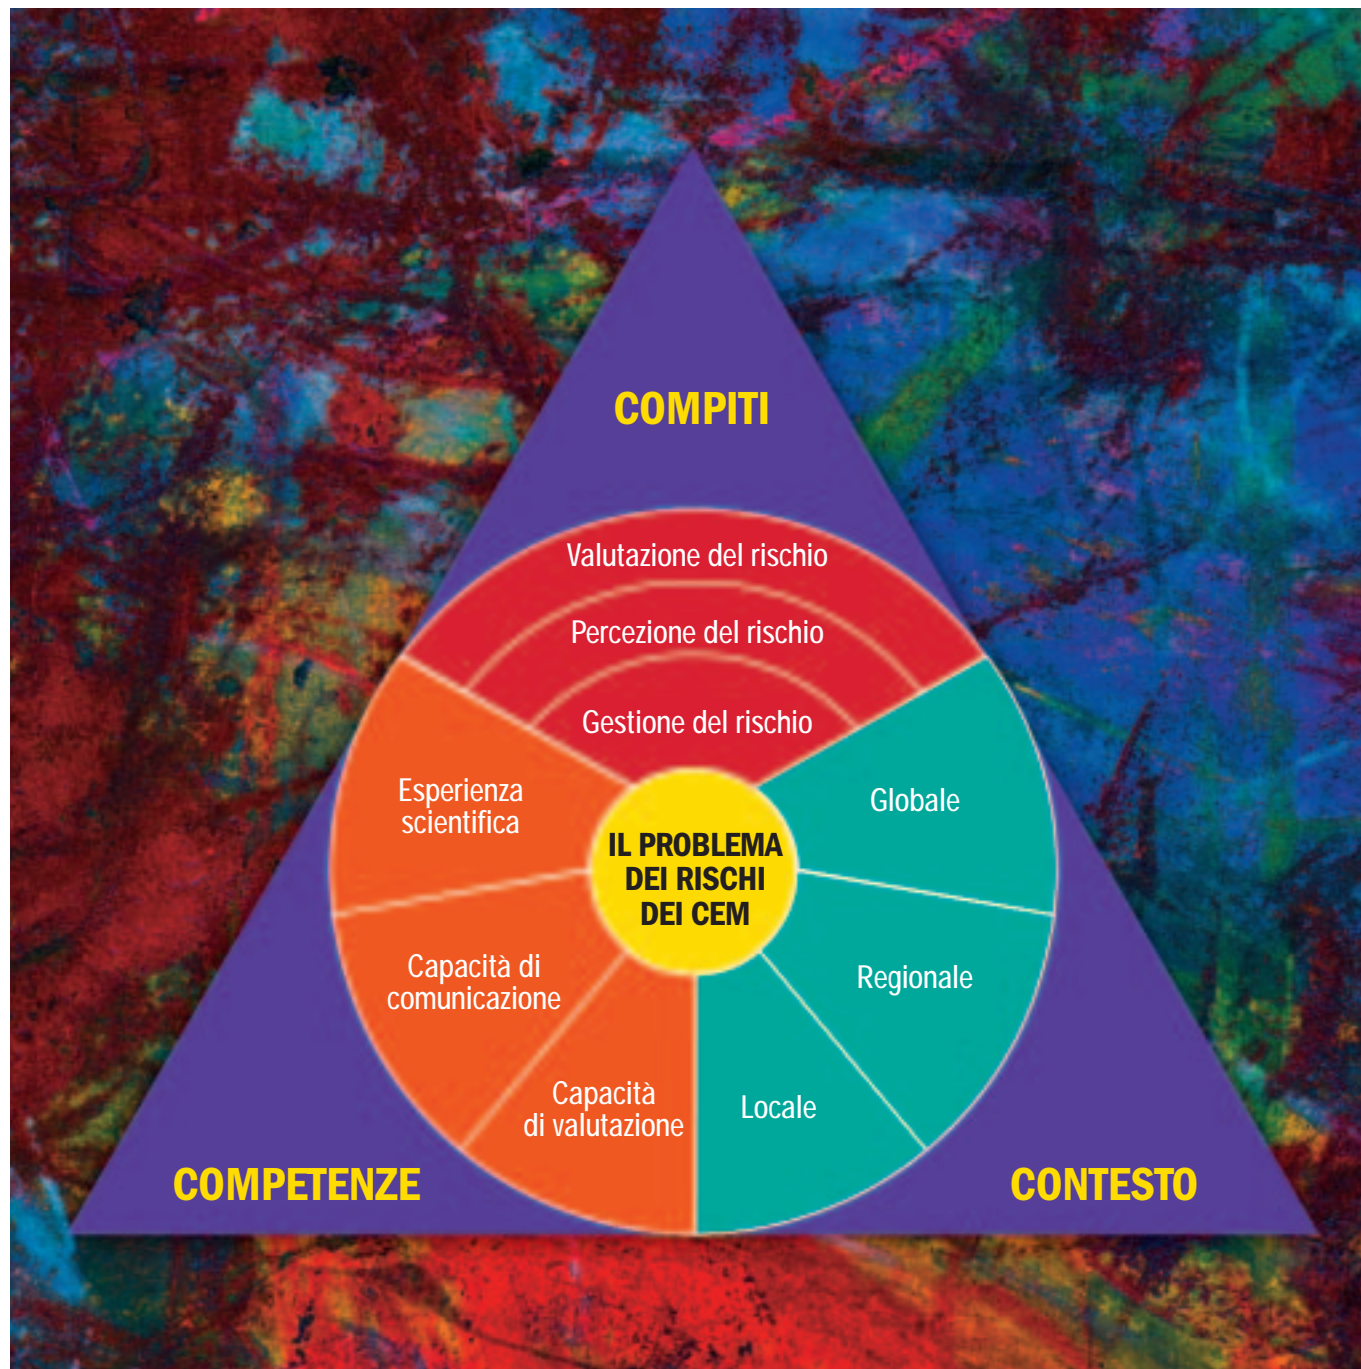 COMPITI
Valutazione del rischio
Percezione del rischio
Gestione del rischio
Esperienza
scientifica
Globale
IL PROBLEMA
DEI RISCHI
DEI CEM
Capacità di
comunicazione
Regionale
Capacità
di valutazione
Locale
COMPETENZE
CONTESTO